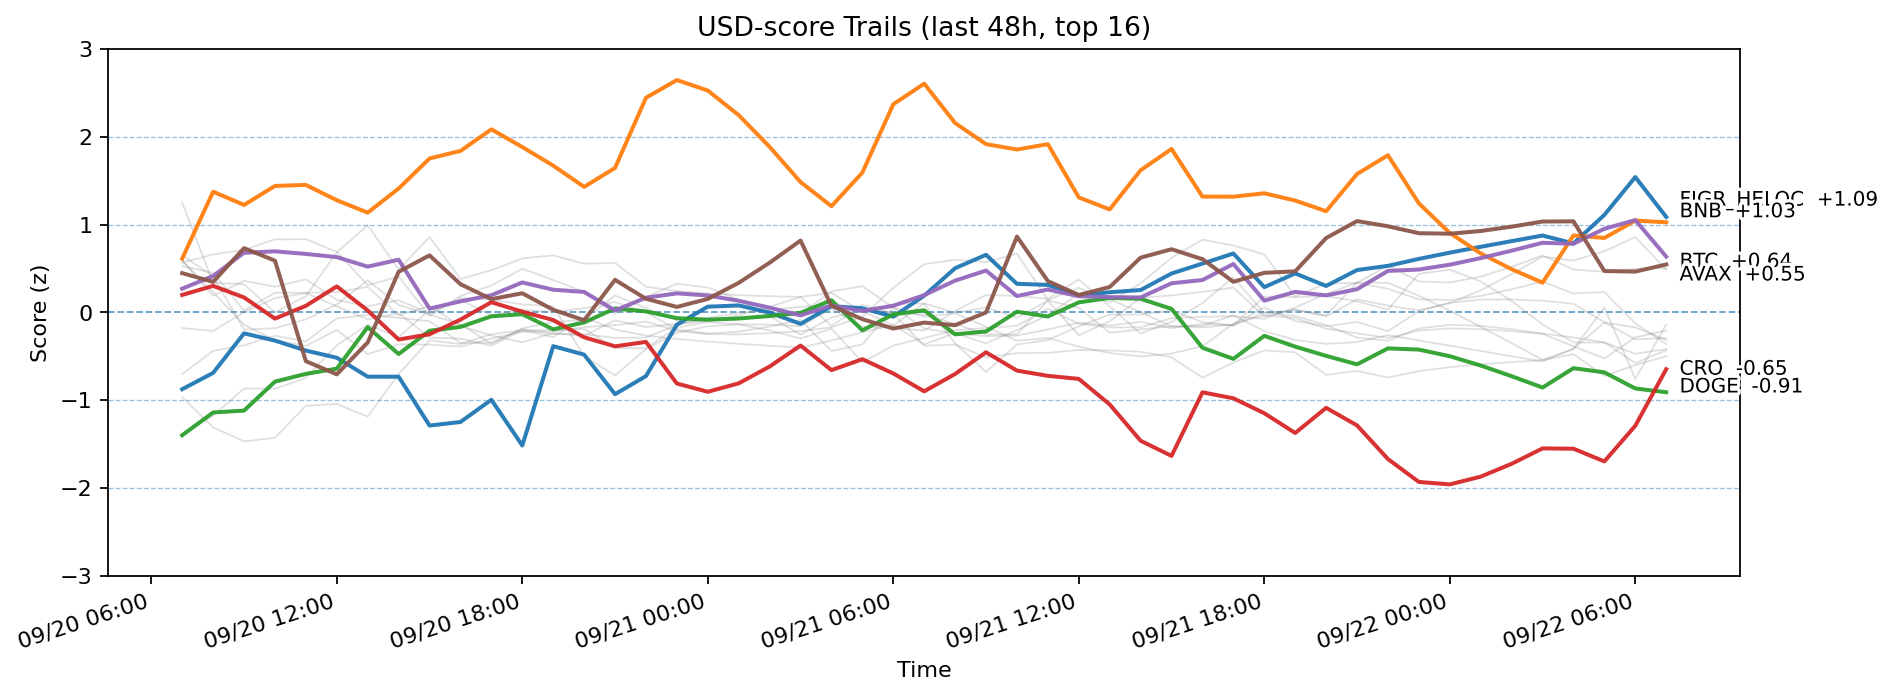 USD-score Trails (last 48h, top 16)
Score (z)
3
2
1
0
−1
−2
−3
FIGR_HELOC +1.09
BNB +1.03
BTC +0.64
AVAX +0.55
CRO -0.65
DOGE -0.91
09/20 06:00
09/20 12:00
09/20 18:00
09/21 00:00
09/21 06:00
09/21 12:00
09/21 18:00
09/22 00:00
09/22 06:00
Time